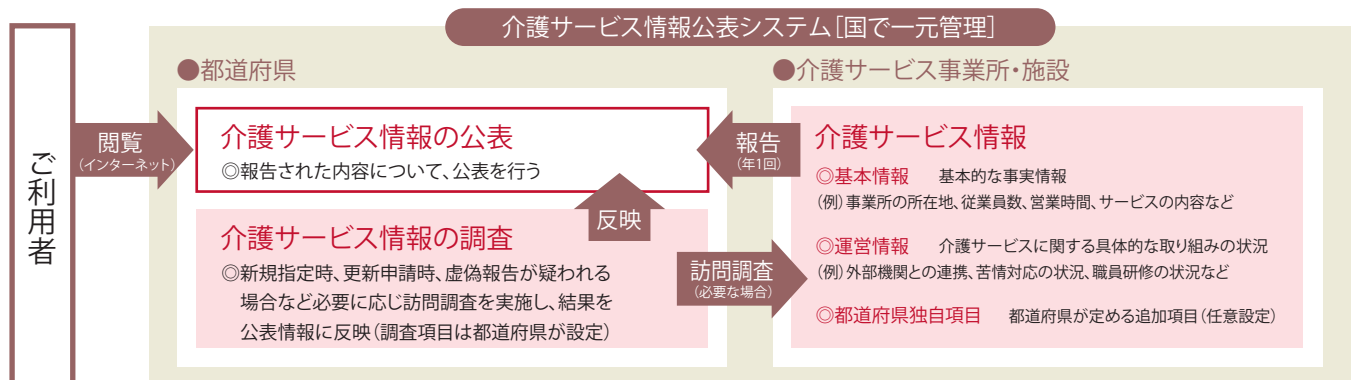 介護サービス情報公表システム［国で一元管理］
●都道府県
●介護サービス事業所・施設
ご利用者
閲覧
（インターネット）
介護サービス情報の公表
◎報告された内容について、公表を行う
報告
（年1回）
反映
介護サービス情報の調査
◎新規指定時、更新申請時、虚偽報告が疑われる
場合など必要に応じ訪問調査を実施し、結果を
公表情報に反映（調査項目は都道府県が設定）
訪問調査
（必要な場合）
介護サービス情報
◎基本情報　基本的な事実情報
（例）事業所の所在地、従業員数、営業時間、サービスの内容など
◎運営情報　介護サービスに関する具体的な取り組みの状況
（例）外部機関との連携、苦情対応の状況、職員研修の状況など
◎都道府県独自項目　都道府県が定める追加項目（任意設定）